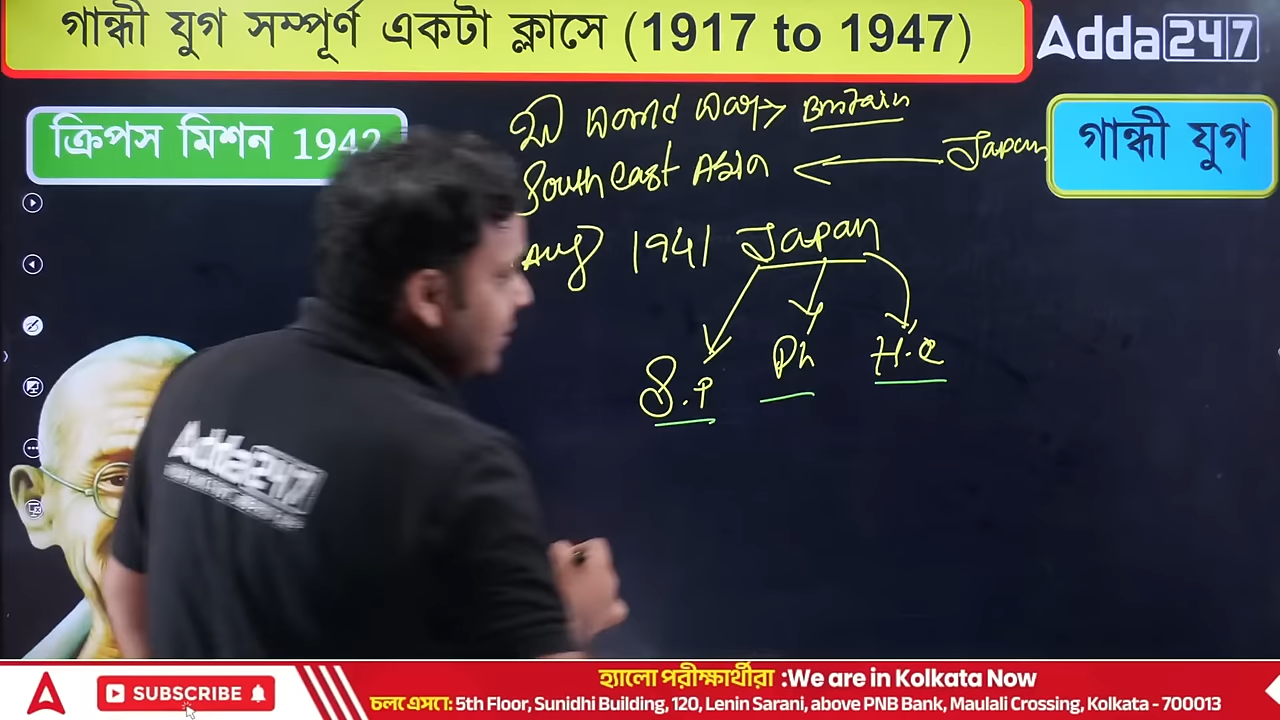 গান্ধী যুগ সম্পূর্ণ একটা ক্লাসে (1917 to 1947)
Adda247
ক্রিপস মিশন 1942
গান্ধী যুগ
World War → Britain
South East Asia ← Japan
Aug 1941 Japan
S.P Ph H.C
Adda247
SUBSCRIBE
হ্যালো পরীক্ষার্থীরা :We are in Kolkata Now
চলে এসো: 5th Floor, Sunidhi Building, 120, Lenin Sarani, above PNB Bank, Maulali Crossing, Kolkata - 700013